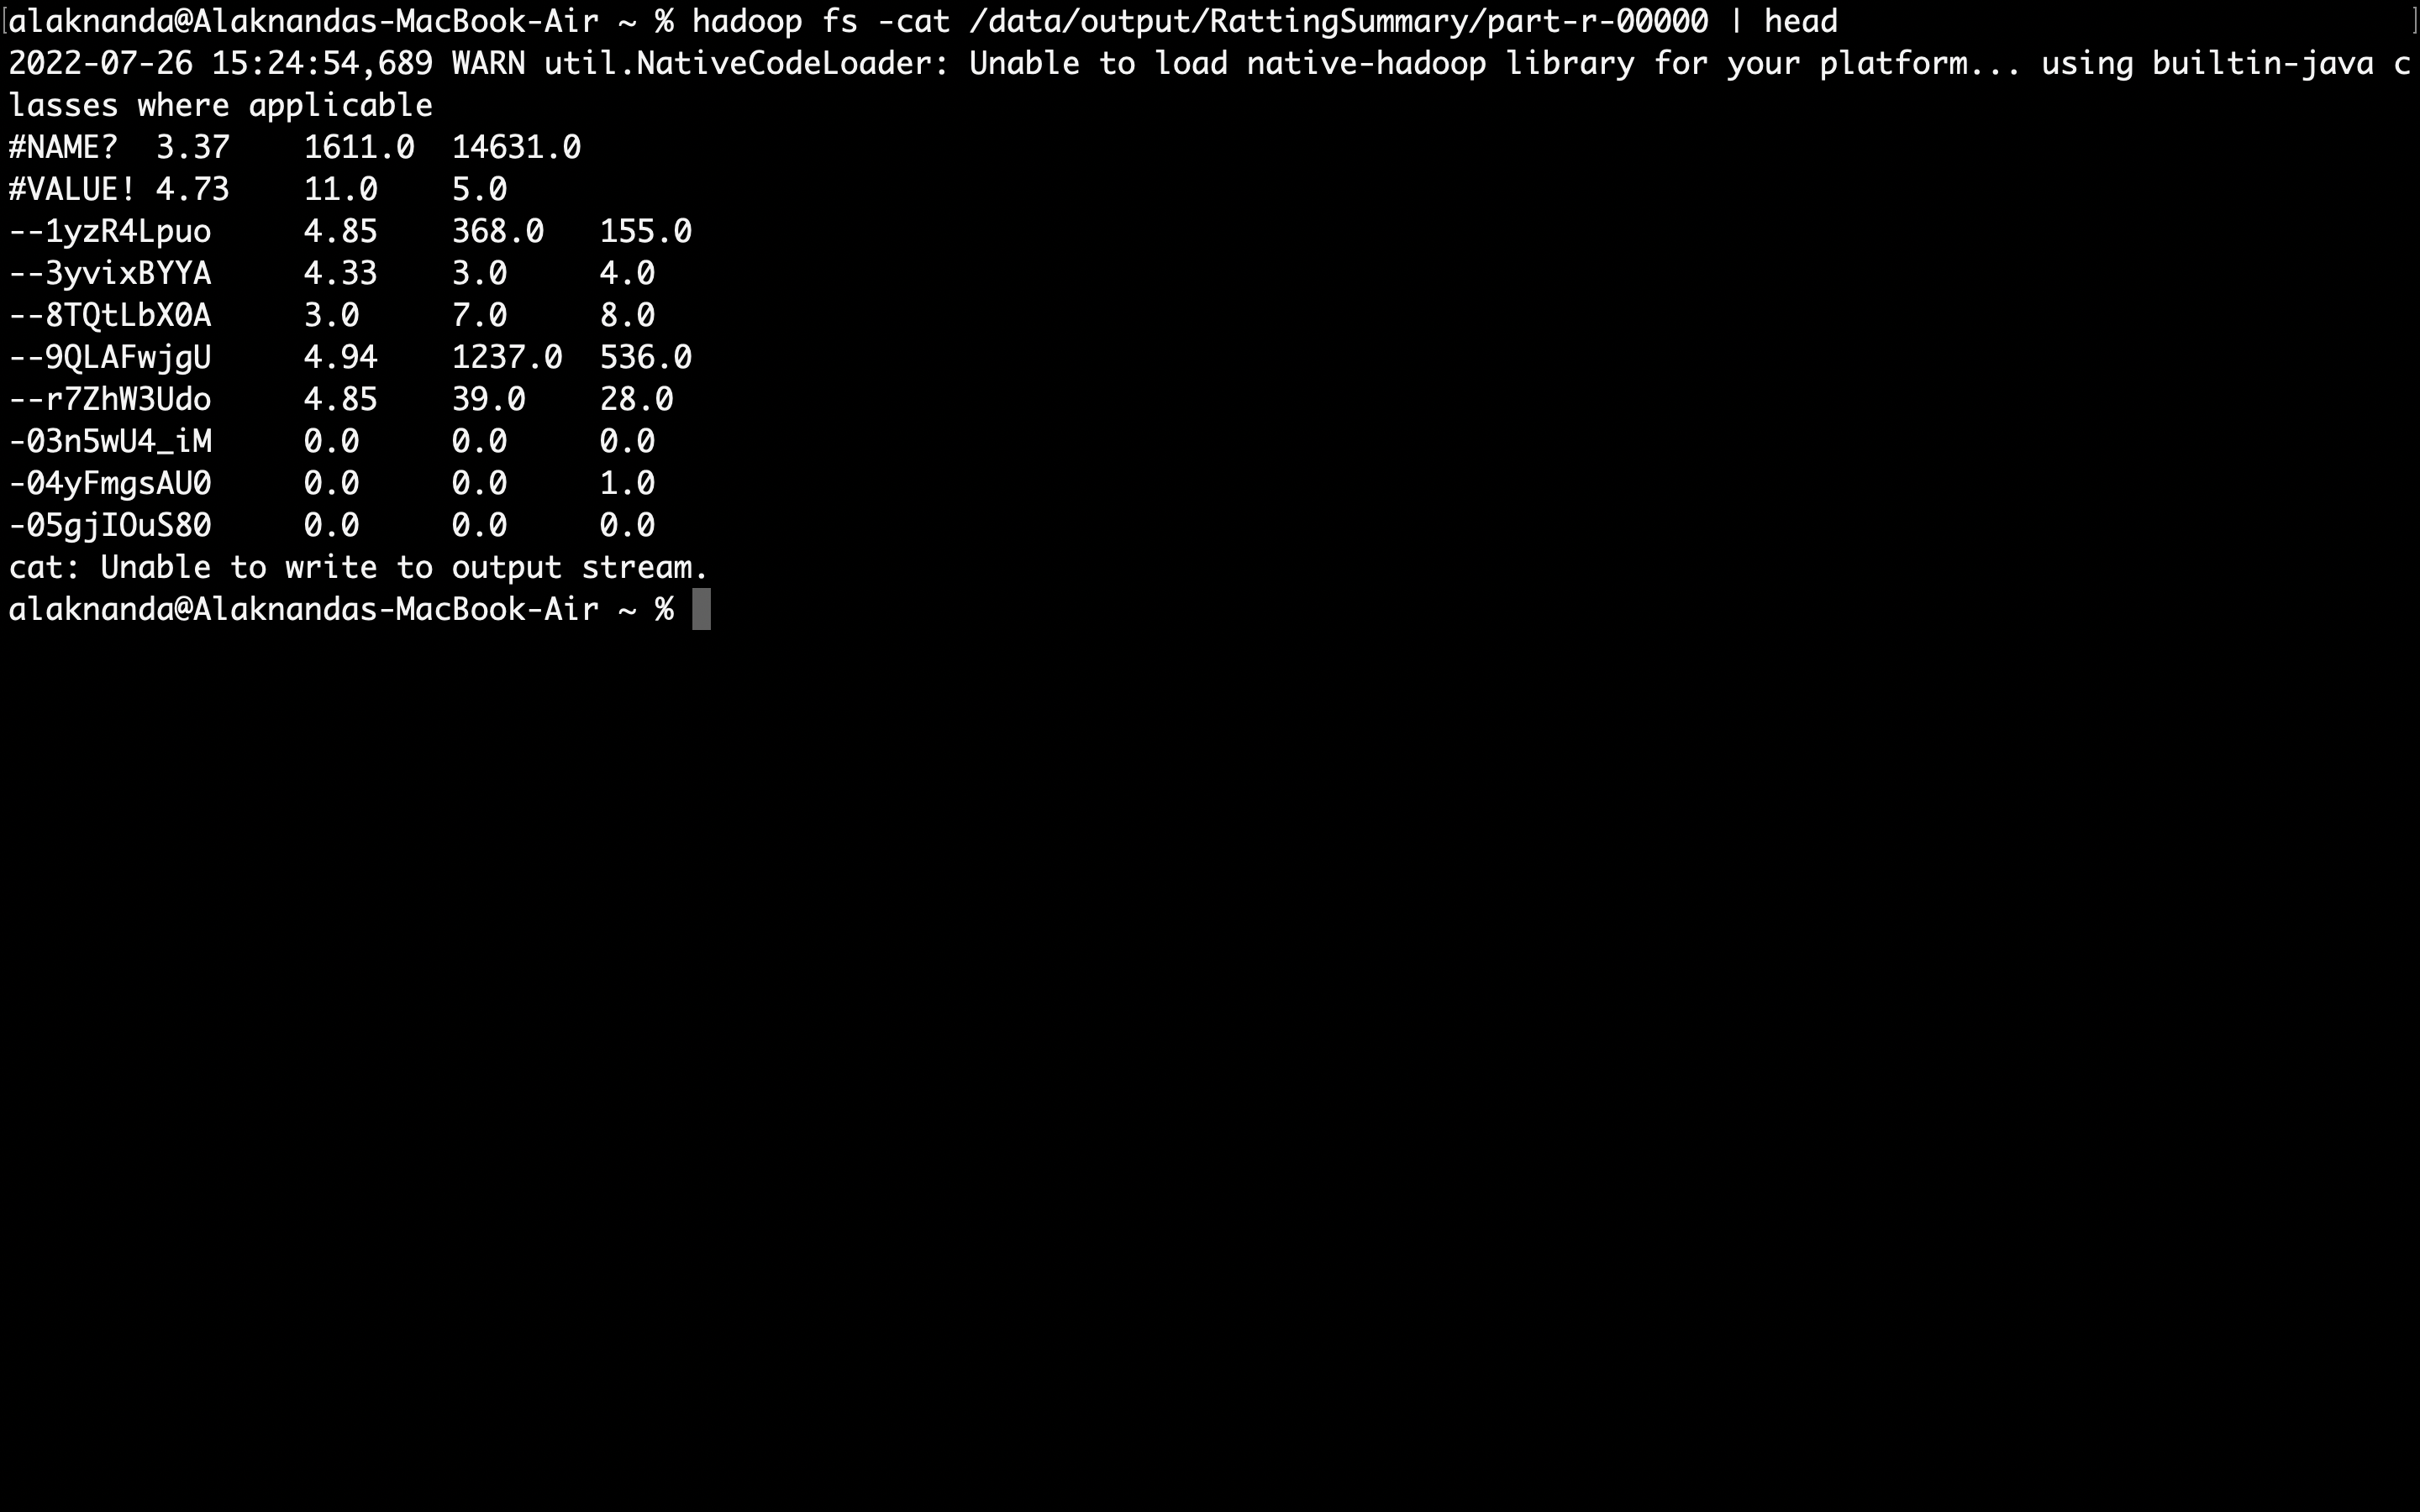 [alaknanda@Alaknandas-MacBook-Air ~ % hadoop fs -cat /data/output/RattingSummary/part-r-00000 | head ]
2022-07-26 15:24:54,689 WARN util.NativeCodeLoader: Unable to load native-hadoop library for your platform... using builtin-java c
lasses where applicable
#NAME? 3.37 1611.0 14631.0
#VALUE! 4.73 11.0 5.0
--1yzR4Lpuo 4.85 368.0 155.0
--3yvixBYYA 4.33 3.0 4.0
--8TQtLbX0A 3.0 7.0 8.0
--9QLAFwjgU 4.94 1237.0 536.0
--r7ZhW3Udo 4.85 39.0 28.0
-03n5wU4_iM 0.0 0.0 0.0
-04yFmgsAU0 0.0 0.0 1.0
-05gjIOuS80 0.0 0.0 0.0
cat: Unable to write to output stream.
alaknanda@Alaknandas-MacBook-Air ~ %